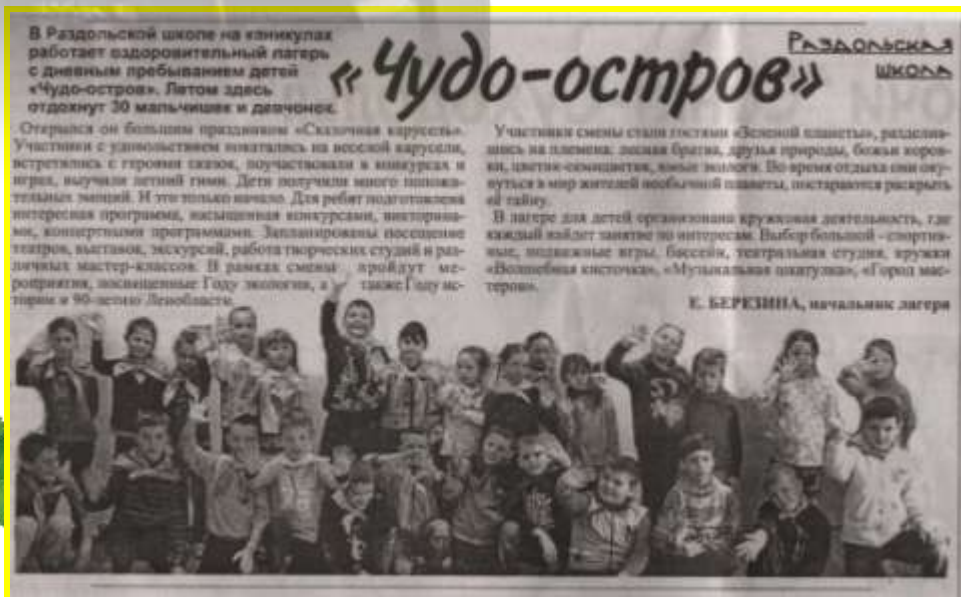 В Раздольской школе на каникулах
работает оздоровительный лагерь
с дневным пребыванием детей
«Чудо-остров». Летом здесь
отдохнут 30 мальчишек и девчонок.
«Чудо-остров»
Раздольская
школа
Открылся он большим праздником «Сказочная карусель».
Участники с удовольствием покатались на веселой карусели,
встретились с героями сказок, поучаствовали в конкурсах и
играх, выучили летний гимн. Дети получили много положи-
тельных эмоций. И это только начало. Для ребят подготовлена
интересная программа, насыщенная конкурсами, викторина-
ми, концертными программами. Запланированы посещение
театров, выставок, экскурсий, работа творческих студий и раз-
личных мастер-классов. В рамках смены пройдут ме-
роприятия, посвященные Году экологии, а также Году ис-
тории и 90-летию Ленобласти.
Участники смены стали гостями «Зеленой планеты», разделив-
шись на племена: лесная братва, друзья природы, божьи коров-
ки, цветик-семицветик, юные экологи. Во время отдыха они оку-
нуться в мир жителей необычной планеты, постараются раскрыть
её тайну.
В лагере для детей организована кружковая деятельность, где
каждый найдет занятие по интересам. Выбор большой - спортив-
ные, подвижные игры, бассейн, театральная студия, кружки
«Волшебная кисточка», «Музыкальная шкатулка», «Город мас-
теров».
Е. БЕРЕЗИНА, начальник лагеря